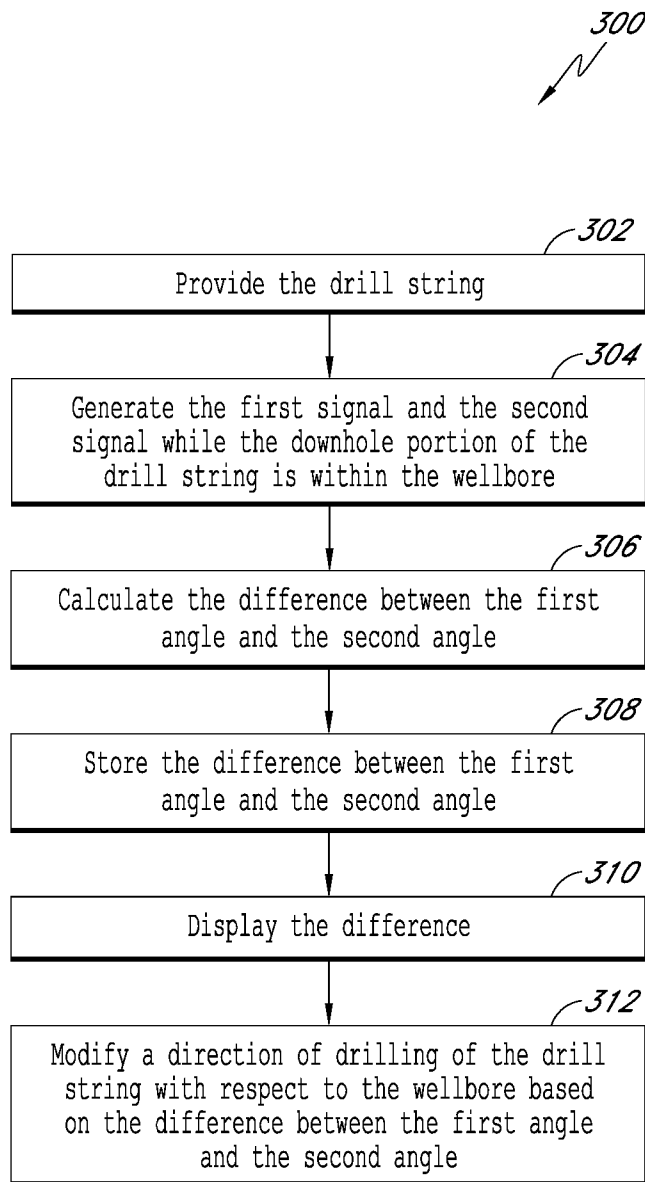 300
302
Provide the drill string
304
Generate the first signal and the second
signal while the downhole portion of the
drill string is within the wellbore
306
Calculate the difference between the first
angle and the second angle
308
Store the difference between the first
angle and the second angle
310
Display the difference
312
Modify a direction of drilling of the drill
string with respect to the wellbore based
on the difference between the first angle
and the second angle